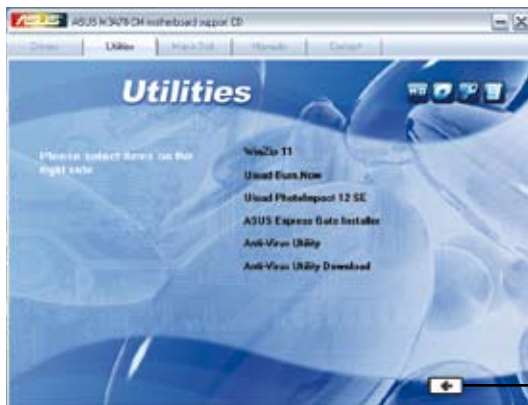 ASUS M3A78-CM motherboard support CD
Drivers Utilities Make Disk Manuals Contact
Utilities
Please select items on the
right side
WinZip 11
Ulead Burn.Now
Ulead PhotoImpact 12 SE
ASUS Express Gate Installer
Anti-Virus Utility
Anti-Virus Utility Download